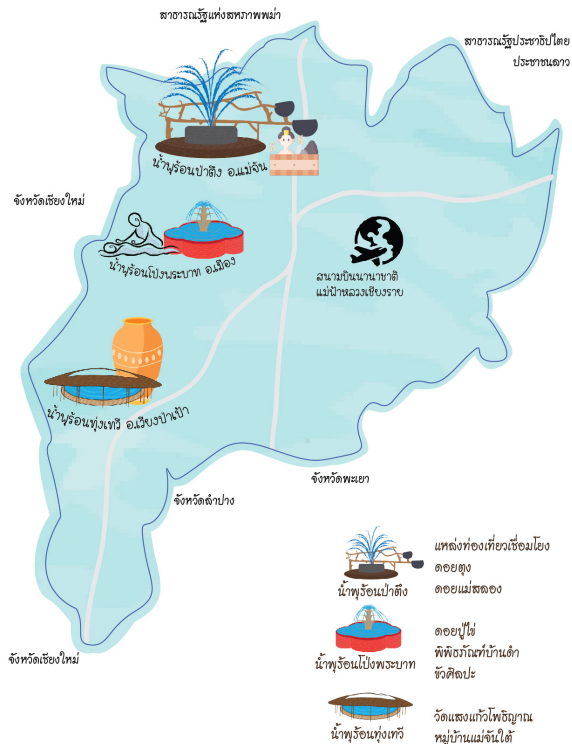 สาธารณรัฐแห่งสหภาพพม่า
สาธารณรัฐประชาธิปไตย
ประชาชนลาว
น้ำพุร้อนป่าตึง อ.แม่จัน
จังหวัดเชียงใหม่
น้ำพุร้อนโป่งพระบาท อ.เมือง
สนามบินนานาชาติ
แม่ฟ้าหลวงเชียงราย
น้ำพุร้อนทุ่งเทวี อ.เวียงป่าเป้า
จังหวัดพะเยา
จังหวัดลำปาง
จังหวัดเชียงใหม่
แหล่งท่องเที่ยวเชื่อมโยง
น้ำพุร้อนป่าตึง
ดอยตุง
ดอยแม่สลอง
น้ำพุร้อนโป่งพระบาท
ดอยปู่ไข่
พิพิธภัณฑ์บ้านดำ
ขัวศิลปะ
น้ำพุร้อนทุ่งเทวี
วัดแสงแก้วโพธิญาณ
หมู่บ้านแม่จันใต้